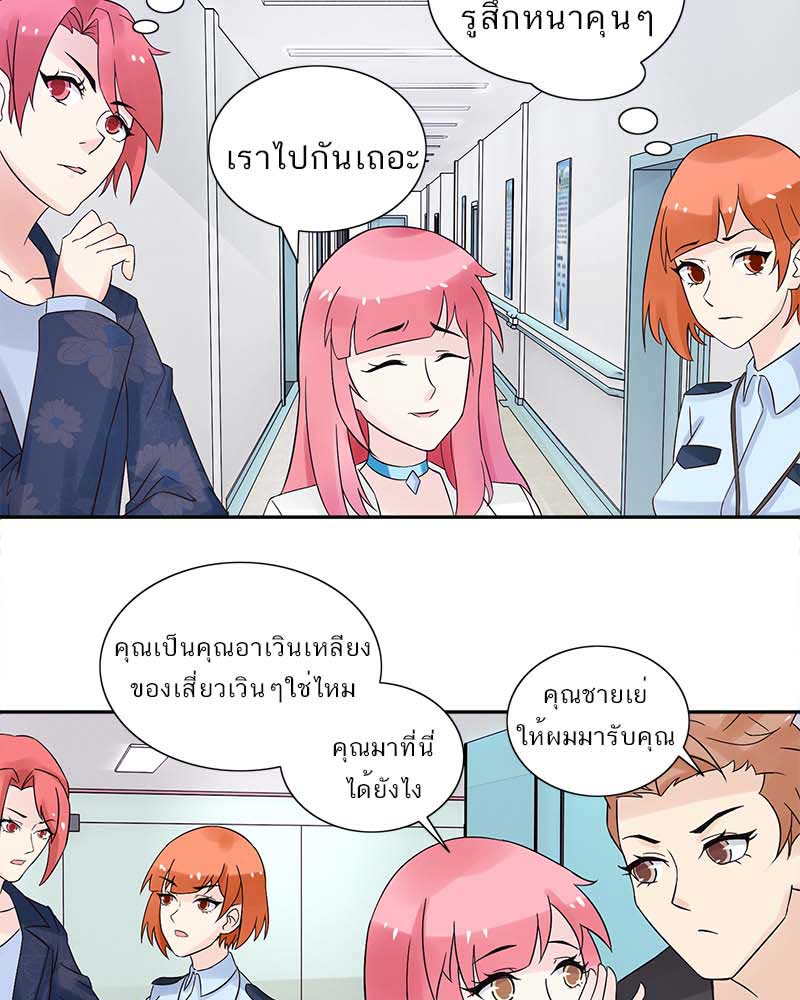 รู้สึกหนาคุนๆ
เราไปกันเถอะ
คุณเป็นคุณอาเวินเหลียง
ของเสี่ยวเวินๆใช่ไหม
คุณมาที่นี่
ได้ยังไง
คุณชายเย่
ให้ผมมารับคุณ